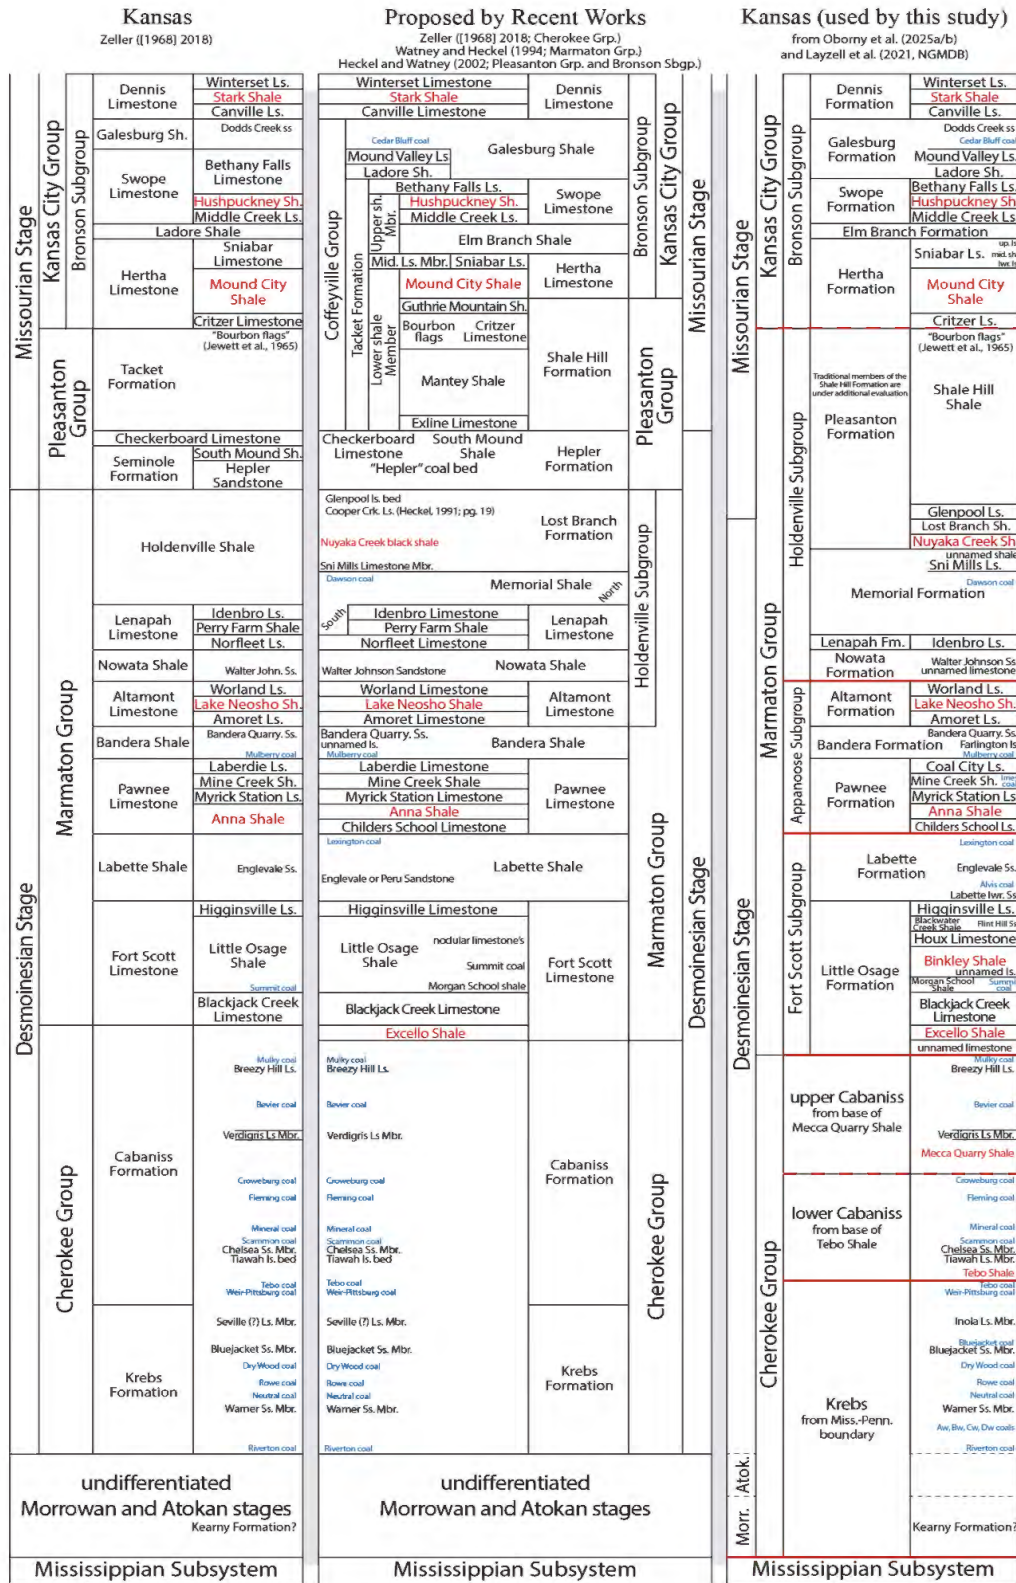 Kansas
Zeller ([1968] 2018)
Missourian Stage
Desmoinesian Stage
Kansas City Group
Bronson Subgroup
Pleasanton Group
Marmaton Group
Cherokee Group
Dennis Limestone
Winterset Ls.
Stark Shale
Canville Ls.
Galesburg Sh.
Dodds Creek ss
Swope Limestone
Bethany Falls Limestone
Hushpuckney Sh.
Middle Creek Ls.
Ladore Shale
Hertha Limestone
Sniabar Limestone
Mound City Shale
Critzer Limestone
Tacket Formation
"Bourbon flags"
(Jewett et al., 1965)
Checkerboard Limestone
Seminole Formation
South Mound Sh.
Hepler Sandstone
Holdenville Shale
Lenapah Limestone
Idenbro Ls.
Perry Farm Shale
Norfleet Ls.
Nowata Shale
Walter John. Ss.
Altamont Limestone
Worland Ls.
Lake Neosho Sh.
Amoret Ls.
Bandera Shale
Bandera Quarry. Ss.
Mulberry coal
Pawnee Limestone
Laberdie Ls.
Mine Creek Sh.
Myrick Station Ls.
Anna Shale
Labette Shale
Englevale Ss.
Fort Scott Limestone
Higginsville Ls.
Little Osage Shale
Summit coal
Blackjack Creek Limestone
Cabaniss Formation
Mulky coal
Breezy Hill Ls.
Bevier coal
Verdigris Ls Mbr.
Croweburg coal
Fleming coal
Mineral coal
Scammon coal
Chelsea Ss. Mbr.
Tiawah ls. bed
Tebo coal
Weir-Pittsburg coal
Krebs Formation
Seville (?) Ls. Mbr.
Bluejacket Ss. Mbr.
Dry Wood coal
Rowe coal
Neutral coal
Warner Ss. Mbr.
Riverton coal
undifferentiated
Morrowan and Atokan stages
Kearny Formation?
Mississippian Subsystem
Proposed by Recent Works
Zeller ([1968] 2018; Cherokee Grp.)
Watney and Heckel (1994; Marmaton Grp.)
Heckel and Watney (2002; Pleasanton Grp. and Bronson Sbgp.)
Winterset Limestone
Stark Shale
Canville Limestone
Dennis Limestone
Coffeyville Group
Tacket Formation
Upper sh. Mbr.
Lower shale Member
Cedar Bluff coal
Mound Valley Ls
Ladore Sh.
Galesburg Shale
Bethany Falls Ls.
Hushpuckney Sh.
Middle Creek Ls.
Swope Limestone
Elm Branch Shale
Mid. Ls. Mbr.
Sniabar Ls.
Mound City Shale
Hertha Limestone
Guthrie Mountain Sh.
Bourbon flags
Critzer Limestone
Mantey Shale
Exline Limestone
Shale Hill Formation
Checkerboard Limestone
South Mound Shale
"Hepler" coal bed
Hepler Formation
Glenpool ls. bed
Cooper Crk. Ls. (Heckel, 1991; pg. 19)
Nuyaka Creek black shale
Sni Mills Limestone Mbr.
Lost Branch Formation
Dawson coal
Memorial Shale
North
South
Idenbro Limestone
Perry Farm Shale
Norfleet Limestone
Lenapah Limestone
Walter Johnson Sandstone
Nowata Shale
Worland Limestone
Lake Neosho Shale
Amoret Limestone
Altamont Limestone
Bandera Quarry. Ss.
unnamed ls.
Mulberry coal
Bandera Shale
Laberdie Limestone
Mine Creek Shale
Myrick Station Limestone
Anna Shale
Childers School Limestone
Pawnee Limestone
Lexington coal
Labette Shale
Englevale or Peru Sandstone
Higginsville Limestone
Little Osage Shale
nodular limestone's
Summit coal
Morgan School shale
Blackjack Creek Limestone
Fort Scott Limestone
Excello Shale
Mulky coal
Breezy Hill Ls.
Bevier coal
Verdigris Ls Mbr.
Croweburg coal
Fleming coal
Mineral coal
Scammon coal
Chelsea Ss. Mbr.
Tiawah ls. bed
Tebo coal
Weir-Pittsburg coal
Cabaniss Formation
Seville (?) Ls. Mbr.
Bluejacket Ss. Mbr.
Dry Wood coal
Rowe coal
Neutral coal
Warner Ss. Mbr.
Riverton coal
Krebs Formation
Bronson Subgroup
Kansas City Group
Pleasanton Group
Holdenville Subgroup
Marmaton Group
Cherokee Group
Missourian Stage
Desmoinesian Stage
undifferentiated
Morrowan and Atokan stages
Mississippian Subsystem
Kansas (used by this study)
from Oborny et al. (2025a/b)
and Layzell et al. (2021, NGMDB)
Missourian Stage
Desmoinesian Stage
Atok.
Morr.
Kansas City Group
Marmaton Group
Cherokee Group
Bronson Subgroup
Holdenville Subgroup
Appanoose Subgroup
Fort Scott Subgroup
Dennis Formation
Winterset Ls.
Stark Shale
Canville Ls.
Galesburg Formation
Dodds Creek ss
Cedar Bluff coal
Mound Valley Ls.
Ladore Sh.
Swope Formation
Bethany Falls Ls.
Hushpuckney Sh.
Middle Creek Ls.
Elm Branch Formation
Hertha Formation
Sniabar Ls.
up. ls
mid. sh
lwr. ls
Mound City Shale
Critzer Ls.
"Bourbon flags"
(Jewett et al., 1965)
Traditional members of the
Shale Hill Formation are
under additional evaluation
Pleasanton Formation
Shale Hill Shale
Glenpool Ls.
Lost Branch Sh.
Nuyaka Creek Sh
unnamed shale
Sni Mills Ls.
Dawson coal
Memorial Formation
Lenapah Fm.
Idenbro Ls.
Nowata Formation
Walter Johnson Ss
unnamed limestone
Altamont Formation
Worland Ls.
Lake Neosho Sh.
Amoret Ls.
Bandera Formation
Bandera Quarry. Ss
Farlington ls
Mulberry coal
Pawnee Formation
Coal City Ls.
Mine Creek Sh.
coal
Myrick Station Ls
Anna Shale
Childers School Ls.
Lexington coal
Labette Formation
Englevale Ss.
Alvis coal
Labette lwr. Ss
Little Osage Formation
Higginsville Ls.
Blackwater Creek Shale
Flint Hill Ss
Houx Limestone
Binkley Shale
unnamed ls.
Morgan School Shale
Summit coal
Blackjack Creek Limestone
Excello Shale
unnamed limestone
upper Cabaniss
from base of
Mecca Quarry Shale
Mulky coal
Breezy Hill Ls.
Bevier coal
Verdigris Ls Mbr.
Mecca Quarry Shale
lower Cabaniss
from base of
Tebo Shale
Croweburg coal
Fleming coal
Mineral coal
Scammon coal
Chelsea Ss. Mbr.
Tiawah Ls. Mbr.
Tebo Shale
Krebs
from Miss.-Penn.
boundary
Tebo coal
Weir-Pittsburg coal
Inola Ls. Mbr.
Bluejacket coal
Bluejacket Ss. Mbr.
Dry Wood coal
Rowe coal
Neutral coal
Warner Ss. Mbr.
Aw, Bw, Cw, Dw coals
Riverton coal
Kearny Formation?
Mississippian Subsystem